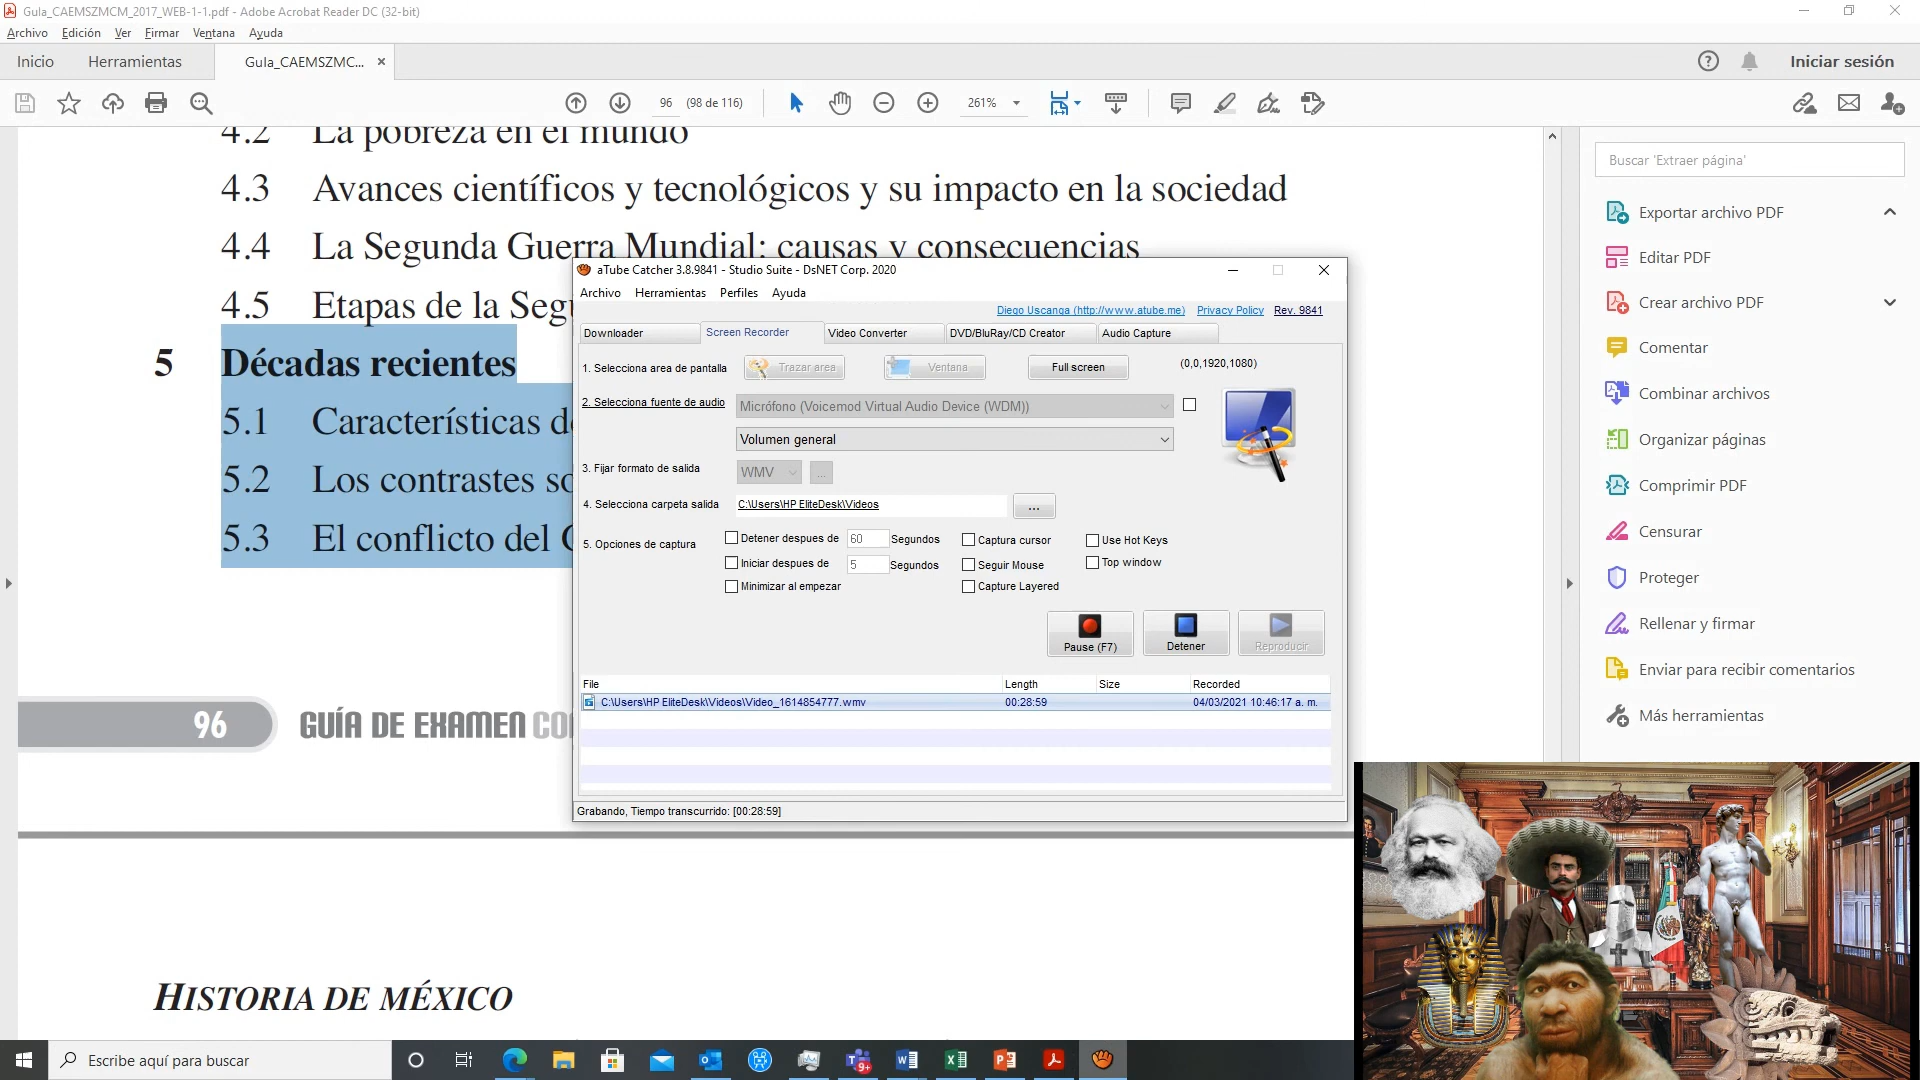 Gula_CAEMSZMCM_2017_WEB-1-1.pdf - Adobe Acrobat Reader DC (32-bit)
Archivo Edición Ver Firmar Ventana Ayuda
Inicio Herramientas Gula_CAEMSZMC... × Iniciar sesión
96 (98 de 116) 261%
4.2 La pobreza en el mundo
4.3 Avances científicos y tecnológicos y su impacto en la sociedad
4.4 La Segunda Guerra Mundial: causas y consecuencias
4.5 Etapas de la Seg
5 Décadas recientes
5.1 Características d
5.2 Los contrastes so
5.3 El conflicto del
96 GUÍA DE EXAMEN CO
HISTORIA DE MÉXICO
aTube Catcher 3.8.9841 - Studio Suite - DsNET Corp. 2020
Archivo Herramientas Perfiles Ayuda
Diego Uscanga (http://www.atube.me) Privacy Policy Rev. 9841
Downloader Screen Recorder Video Converter DVD/BluRay/CD Creator Audio Capture
1. Selecciona area de pantalla Trazar area Ventana Full screen (0,0,1920,1080)
2. Selecciona fuente de audio Micrófono (Voicemod Virtual Audio Device (WDM))
Volumen general
3. Fijar formato de salida WMV ...
4. Selecciona carpeta salida C:\Users\HP EliteDesk\Videos ...
5. Opciones de captura
Detener despues de 60 Segundos Captura cursor Use Hot Keys
Iniciar despues de 5 Segundos Seguir Mouse Top window
Minimizar al empezar Capture Layered
Pause (F7) Detener Reproducir
File Length Size Recorded
C:\Users\HP EliteDesk\Videos\Video_1614854777.wmv 00:28:59 04/03/2021 10:46:17 a. m.
Grabando, Tiempo transcurrido: [00:28:59]
Buscar 'Extraer página'
Exportar archivo PDF
Editar PDF
Crear archivo PDF
Comentar
Combinar archivos
Organizar páginas
Comprimir PDF
Censurar
Proteger
Rellenar y firmar
Enviar para recibir comentarios
Más herramientas
Escribe aquí para buscar
9+